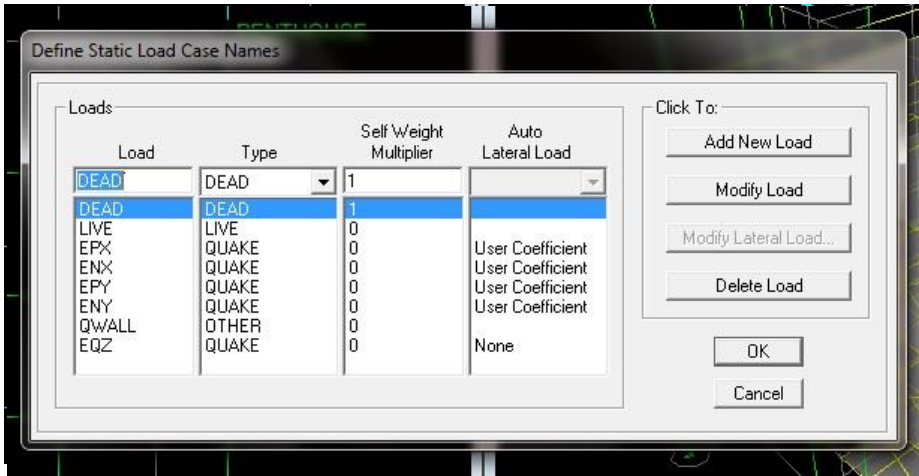 PENTHOUSE
Define Static Load Case Names
Loads
Load Type Self Weight Multiplier Auto Lateral Load
DEAD DEAD 1
DEAD DEAD 1
LIVE LIVE 0
EPX QUAKE 0 User Coefficient
ENX QUAKE 0 User Coefficient
EPY QUAKE 0 User Coefficient
ENY QUAKE 0 User Coefficient
QWALL OTHER 0
EQZ QUAKE 0 None
Click To:
Add New Load
Modify Load
Modify Lateral Load...
Delete Load
OK
Cancel